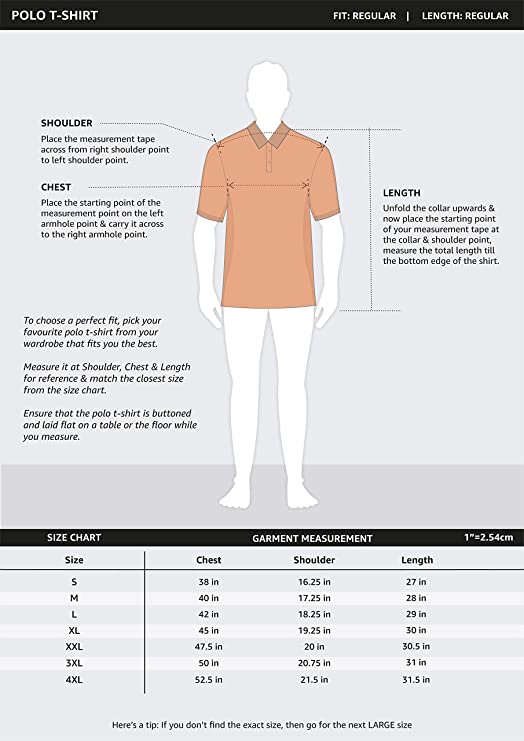 POLO T-SHIRT FIT: REGULAR | LENGTH: REGULAR
SHOULDER
Place the measurement tape
across from right shoulder point
to left shoulder point.
CHEST
Place the starting point of the
measurement point on the left
armhole point & carry it across
to the right armhole point.
LENGTH
Unfold the collar upwards &
now place the starting point
of your measurement tape at
the collar & shoulder point,
measure the total length till
the bottom edge of the shirt.
To choose a perfect fit, pick your
favourite polo t-shirt from your
wardrobe that fits you the best.
Measure it at Shoulder, Chest & Length
for reference & match the closest size
from the size chart.
Ensure that the polo t-shirt is buttoned
and laid flat on a table or the floor while
you measure.
SIZE CHART GARMENT MEASUREMENT 1"=2.54cm
Size Chest Shoulder Length
S 38 in 16.25 in 27 in
M 40 in 17.25 in 28 in
L 42 in 18.25 in 29 in
XL 45 in 19.25 in 30 in
XXL 47.5 in 20 in 30.5 in
3XL 50 in 20.75 in 31 in
4XL 52.5 in 21.5 in 31.5 in
Here's a tip: If you don't find the exact size, then go for the next LARGE size